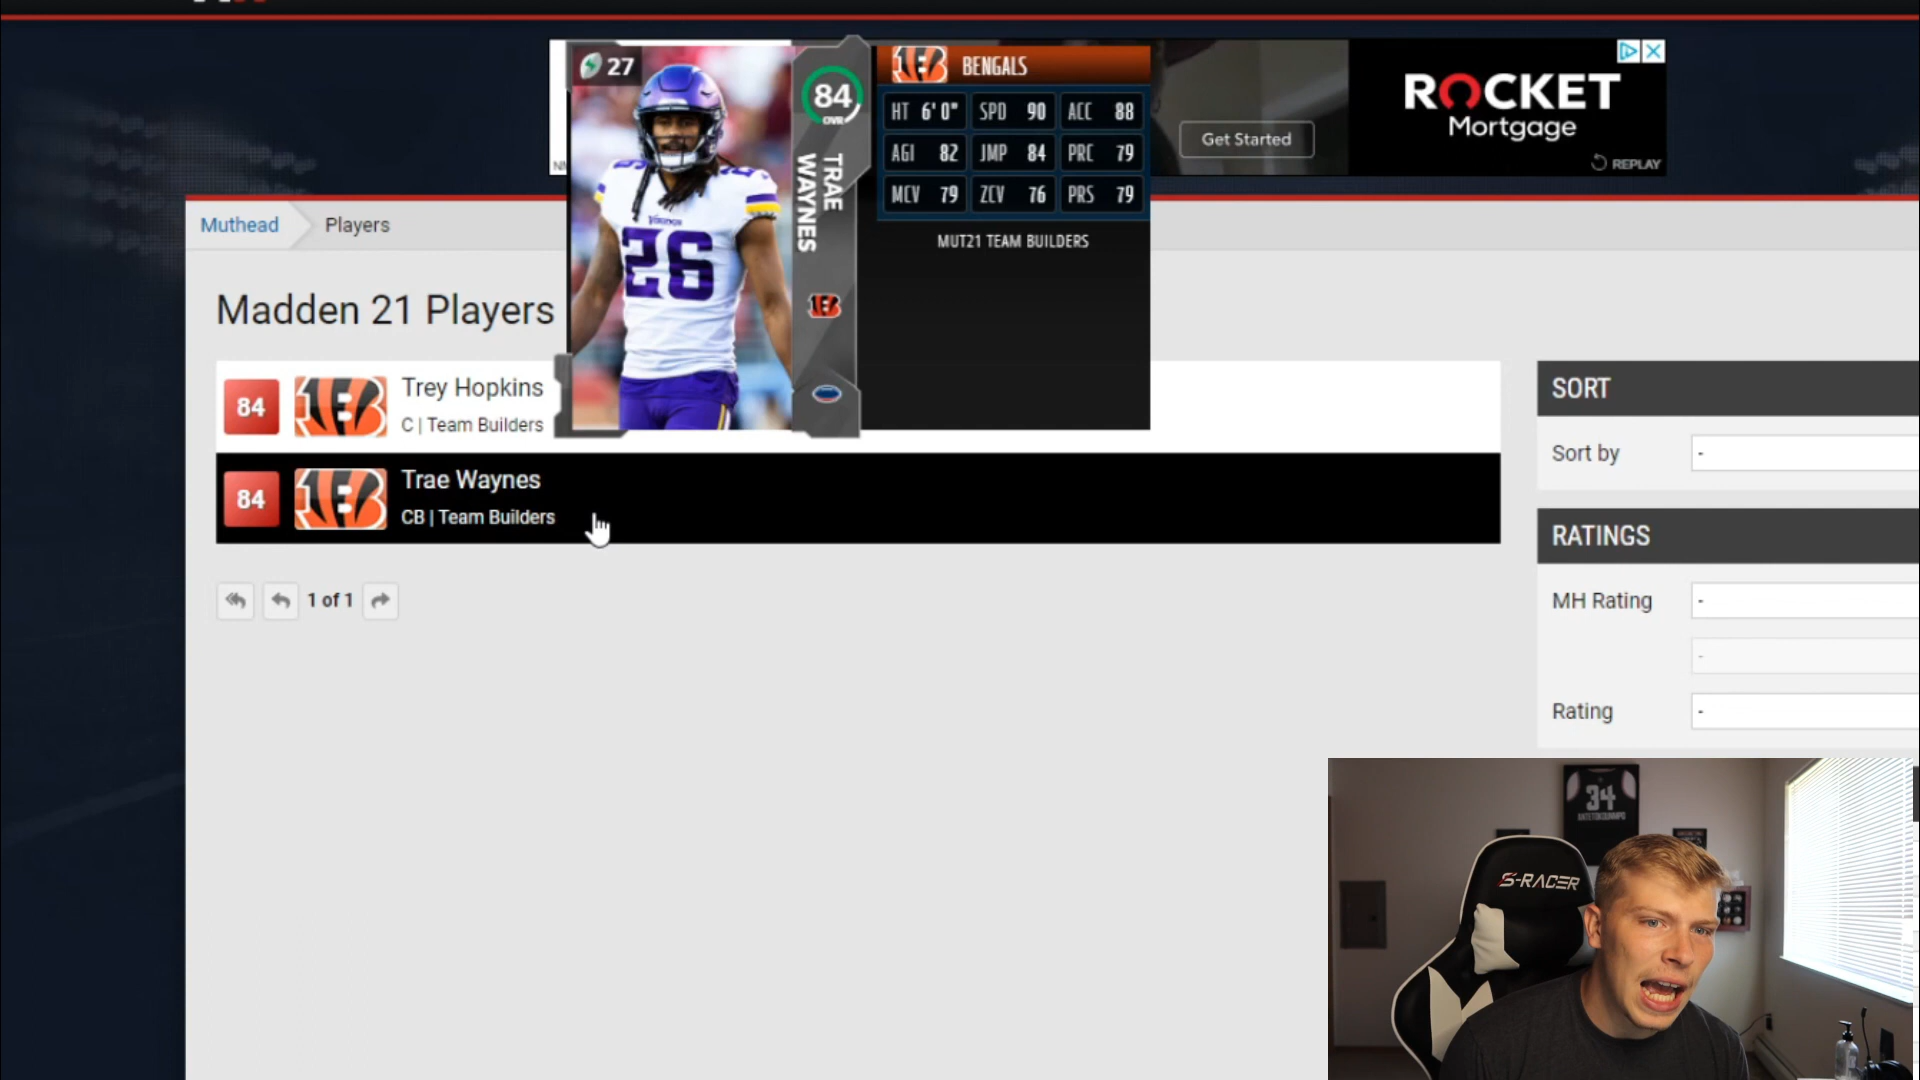 27
84
OVR
TRAE
WAYNES
VIKINGS
26
BENGALS
HT 6' 0" SPD 90 ACC 88
AGI 82 JMP 84 PRC 79
MCV 79 ZCV 76 PRS 79
MUT21 TEAM BUILDERS
Get Started
ROCKET
Mortgage
REPLAY
Muthead
Players
Madden 21 Players
84
Trey Hopkins
C | Team Builders
84
Trae Waynes
CB | Team Builders
1 of 1
SORT
Sort by -
RATINGS
MH Rating -
-
Rating -
34
ANTETOKOUNMPO
S-RACER